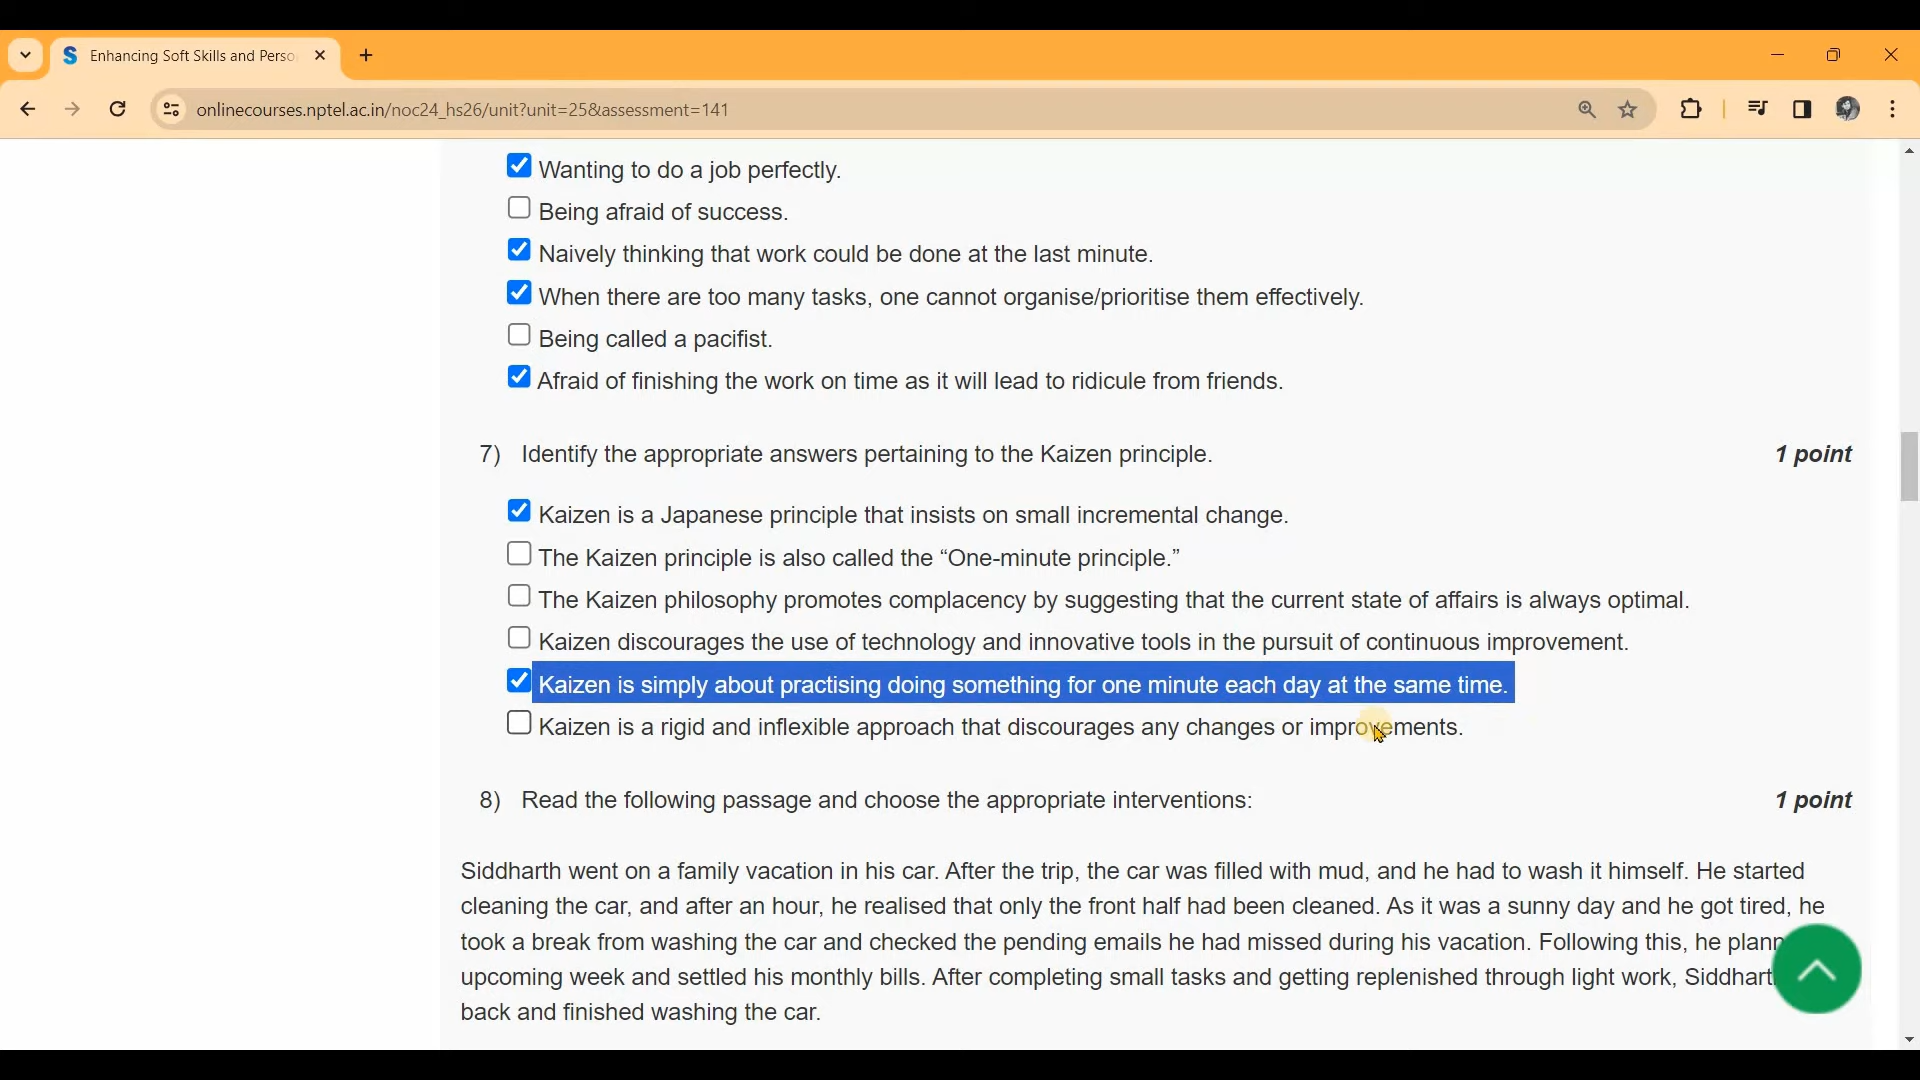 Enhancing Soft Skills and Perso
onlinecourses.nptel.ac.in/noc24_hs26/unit?unit=25&assessment=141
Wanting to do a job perfectly.
Being afraid of success.
Naively thinking that work could be done at the last minute.
When there are too many tasks, one cannot organise/prioritise them effectively.
Being called a pacifist.
Afraid of finishing the work on time as it will lead to ridicule from friends.
7) Identify the appropriate answers pertaining to the Kaizen principle. 1 point
Kaizen is a Japanese principle that insists on small incremental change.
The Kaizen principle is also called the “One-minute principle.”
The Kaizen philosophy promotes complacency by suggesting that the current state of affairs is always optimal.
Kaizen discourages the use of technology and innovative tools in the pursuit of continuous improvement.
Kaizen is simply about practising doing something for one minute each day at the same time.
Kaizen is a rigid and inflexible approach that discourages any changes or improvements.
8) Read the following passage and choose the appropriate interventions: 1 point
Siddharth went on a family vacation in his car. After the trip, the car was filled with mud, and he had to wash it himself. He started
cleaning the car, and after an hour, he realised that only the front half had been cleaned. As it was a sunny day and he got tired, he
took a break from washing the car and checked the pending emails he had missed during his vacation. Following this, he plann
upcoming week and settled his monthly bills. After completing small tasks and getting replenished through light work, Siddhart
back and finished washing the car.